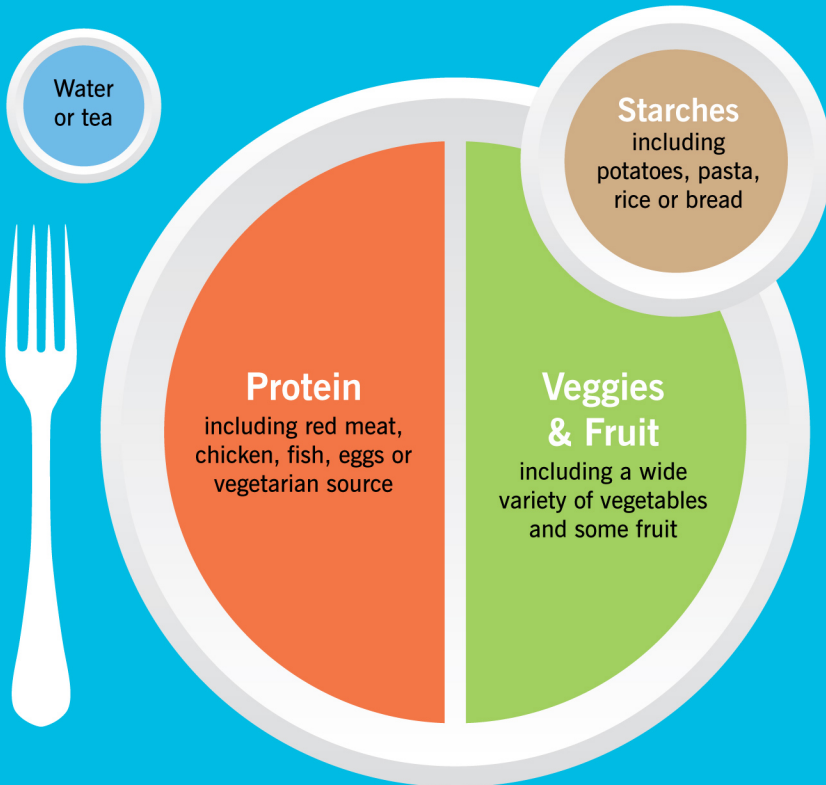 Water
or tea
Starches
including
potatoes, pasta,
rice or bread
Protein
including red meat,
chicken, fish, eggs or
vegetarian source
Veggies
& Fruit
including a wide
variety of vegetables
and some fruit